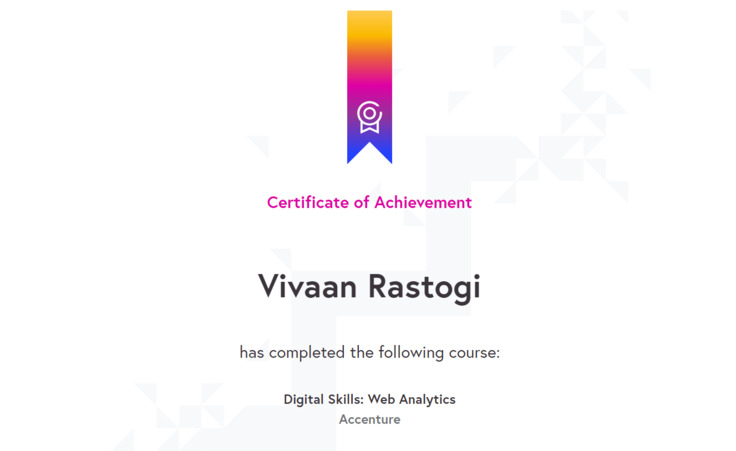 Certificate of Achievement
Vivaan Rastogi
has completed the following course:
Digital Skills: Web Analytics
Accenture